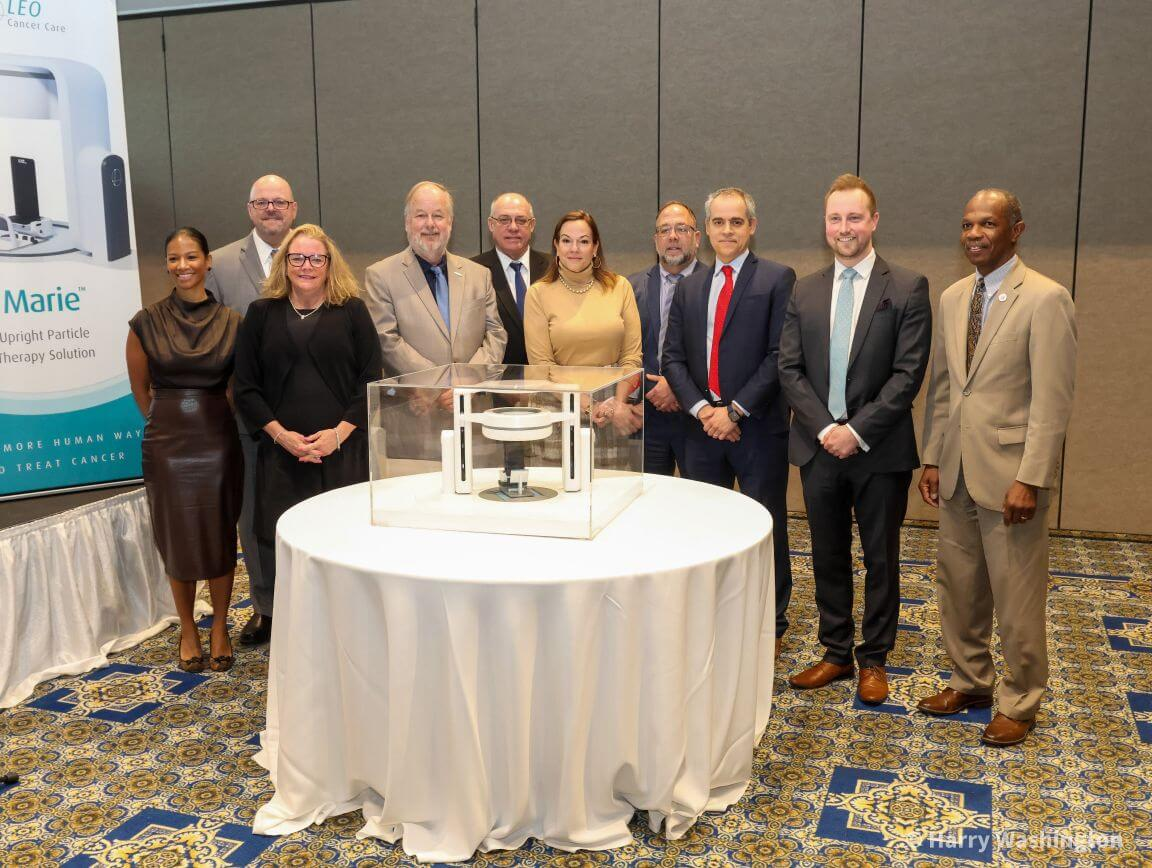 LEO
Cancer Care
Marie™
Upright Particle
Therapy Solution
MORE HUMAN WAY
TREAT CANCER
© Harry Washington